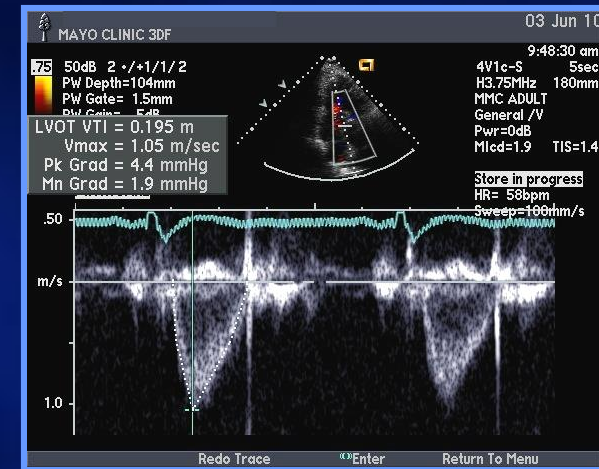 03 Jun 10
MAYO CLINIC 3DF
9:48:30 am
.75 50dB 2 •/+1/1/2
PW Depth=104mm
PW Gate= 1.5mm
PW Gain= 5dB
4V1c-S 5sec
H3.75MHz 180mm
MMC ADULT
General /V
Pwr=0dB
MIcd=1.9 TIS=1.4
Store in progress
HR= 58bpm
Sweep=100mm/s
LVOT VTI = 0.195 m
Vmax = 1.05 m/sec
Pk Grad = 4.4 mmHg
Mn Grad = 1.9 mmHg
.50
m/s
1.0
Redo Trace Enter Return To Menu